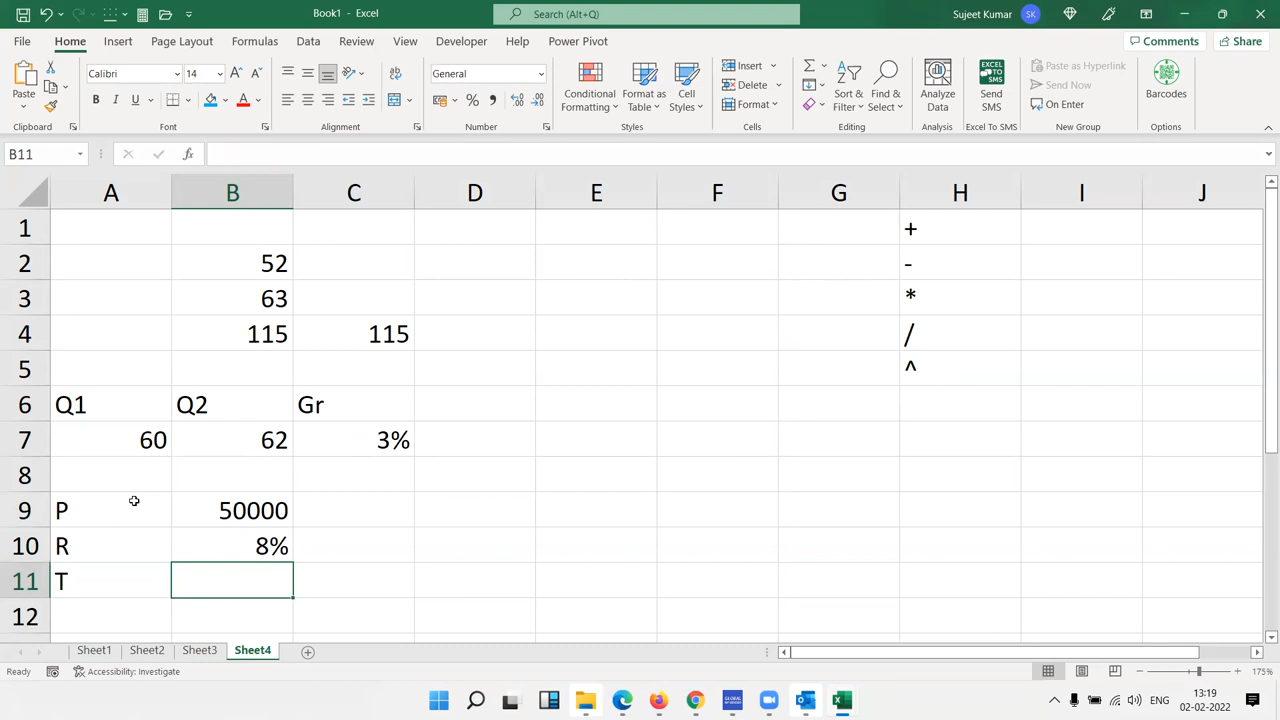 Book1 - Excel
Search (Alt+Q)
Sujeet Kumar
SK
File
Home
Insert
Page Layout
Formulas
Data
Review
View
Developer
Help
Power Pivot
Comments
Share
Paste
Calibri
14
General
Conditional Formatting
Format as Table
Cell Styles
Insert
Delete
Format
Sort & Filter
Find & Select
Analyze Data
Send SMS
EXCEL TO SMS
Paste as Hyperlink
Send Now
On Enter
Barcodes
Clipboard
Font
Alignment
Number
Styles
Cells
Editing
Analysis
Excel To SMS
New Group
Options
B11
fx
A B C D E F G H I J
1 +
2 52 -
3 63 *
4 115 115 /
5 ^
6 Q1 Q2 Gr
7 60 62 3%
8
9 P 50000
10 R 8%
11 T
12
Sheet1
Sheet2
Sheet3
Sheet4
Ready
Accessibility: Investigate
175%
ENG
13:19
02-02-2022